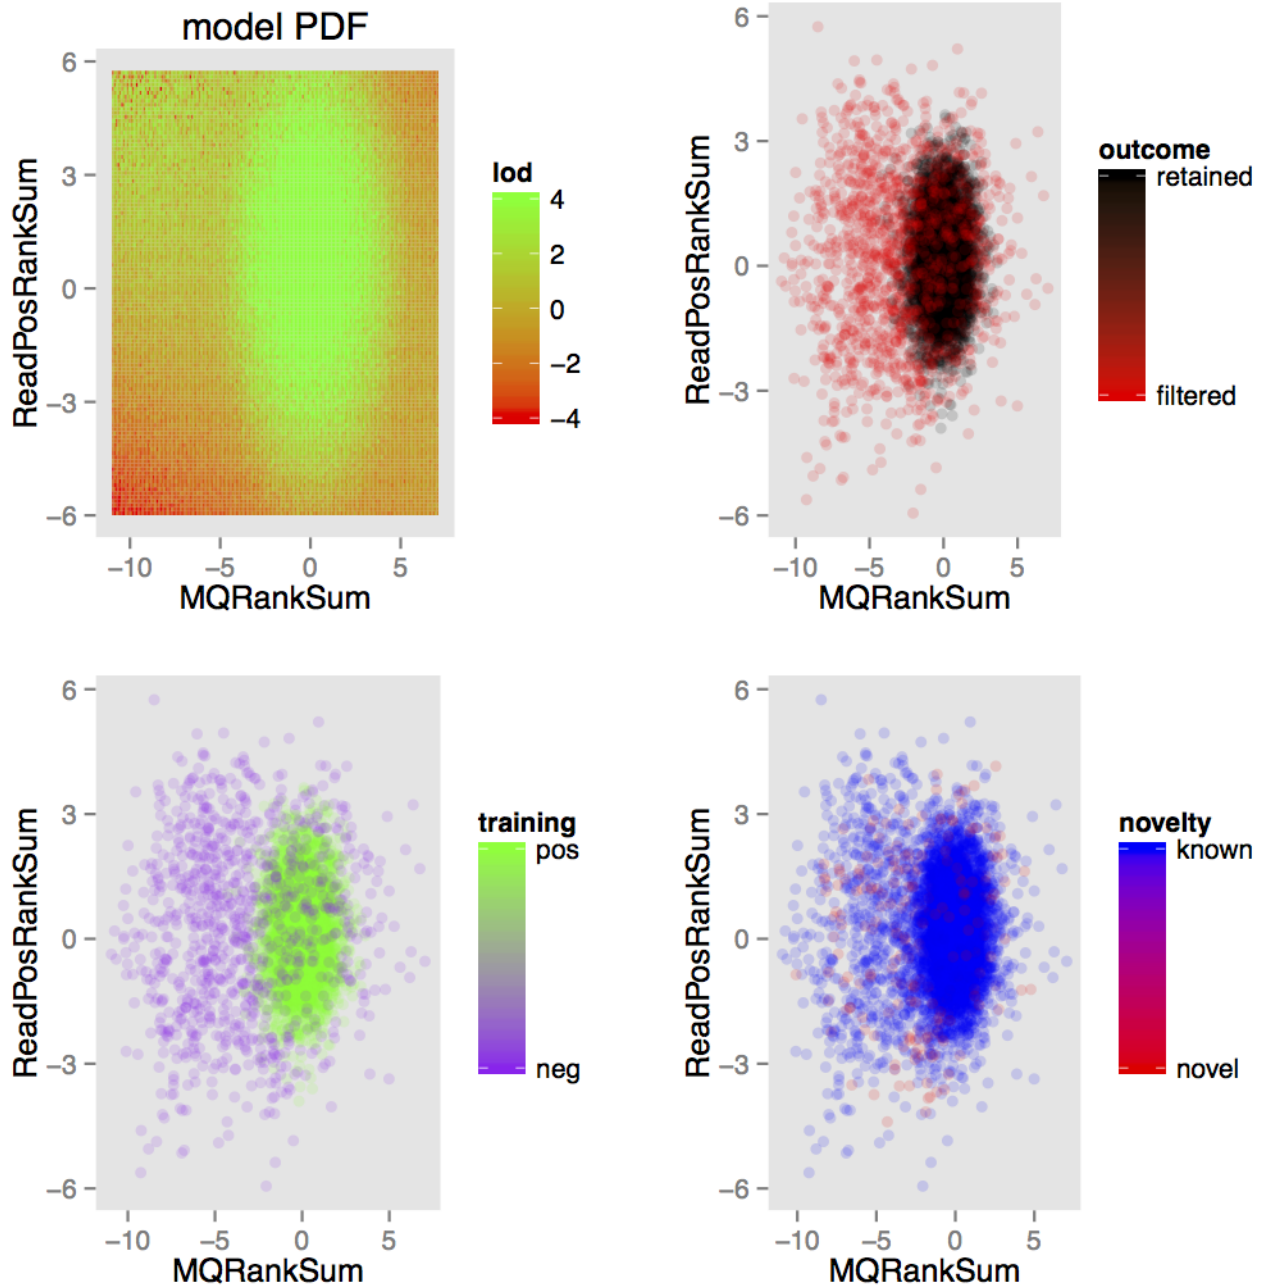 model PDF
6
3
0
−3
−6
ReadPosRankSum
−10 −5 0 5
MQRankSum
lod
4
2
0
−2
−4
6
3
0
−3
−6
ReadPosRankSum
−10 −5 0 5
MQRankSum
outcome
retained
filtered
6
3
0
−3
−6
ReadPosRankSum
−10 −5 0 5
MQRankSum
training
pos
neg
6
3
0
−3
−6
ReadPosRankSum
−10 −5 0 5
MQRankSum
novelty
known
novel